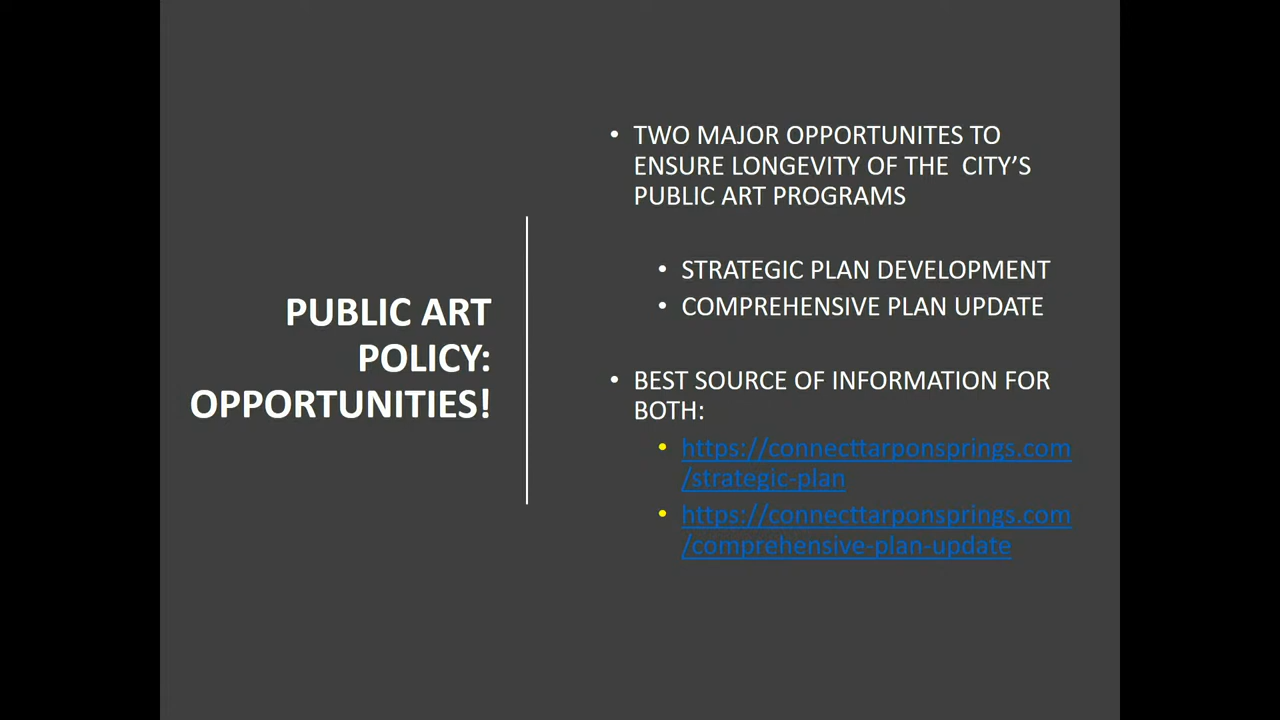 PUBLIC ART
POLICY:
OPPORTUNITIES!
• TWO MAJOR OPPORTUNITES TO
ENSURE LONGEVITY OF THE  CITY’S
PUBLIC ART PROGRAMS
• STRATEGIC PLAN DEVELOPMENT
• COMPREHENSIVE PLAN UPDATE
• BEST SOURCE OF INFORMATION FOR
BOTH:
• https://connecttarponsprings.com
/strategic-plan
• https://connecttarponsprings.com
/comprehensive-plan-update